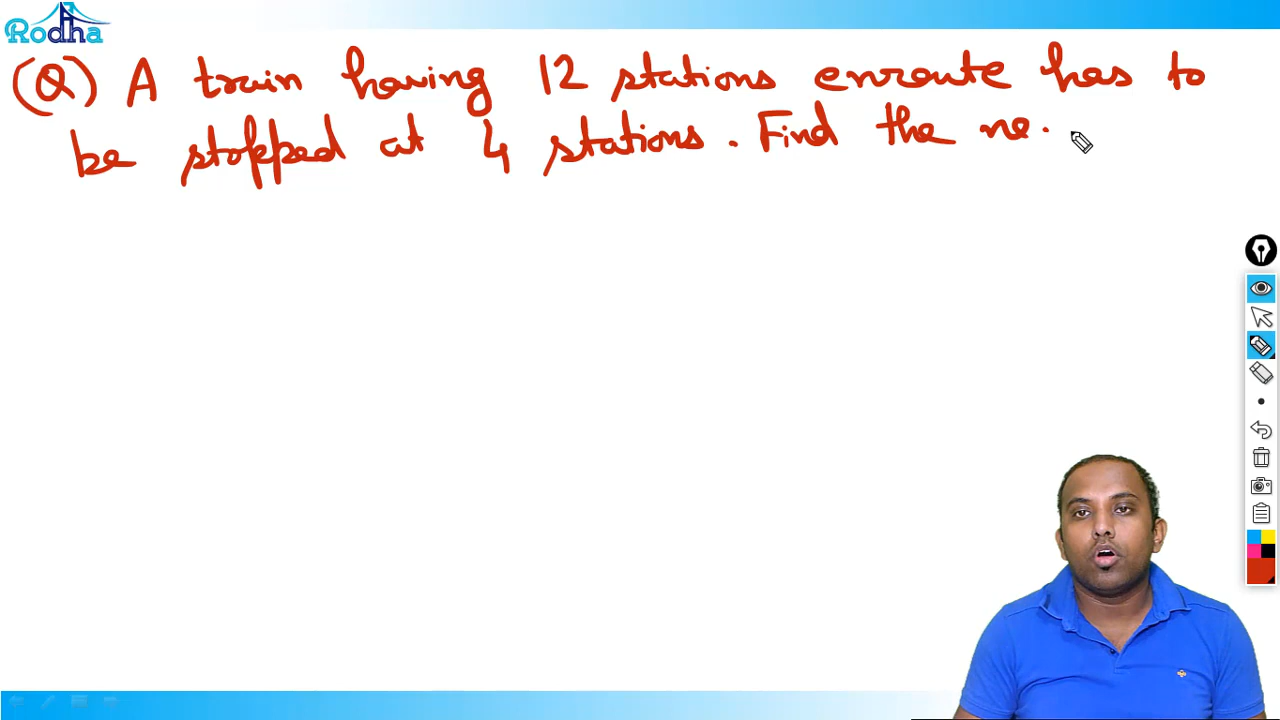 Rodha
(Q) A train having 12 stations enroute has to
be stopped at 4 stations. Find the no.